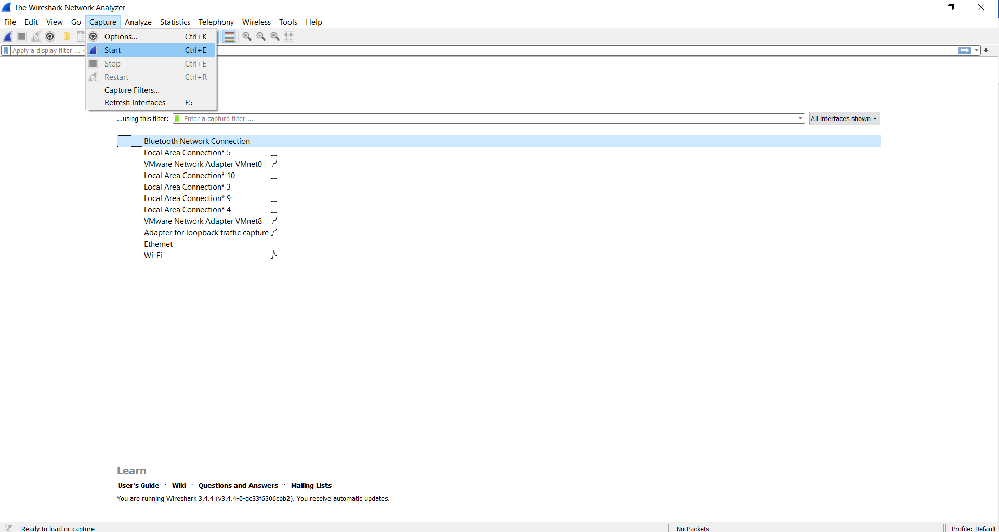 The Wireshark Network Analyzer
File Edit View Go Capture Analyze Statistics Telephony Wireless Tools Help
Options... Ctrl+K
Apply a display filter ... <
Start Ctrl+E
Stop Ctrl+E
Restart Ctrl+R
Capture Filters...
Refresh Interfaces F5
...using this filter: Enter a capture filter ... All interfaces shown
Bluetooth Network Connection
Local Area Connection* 5
VMware Network Adapter VMnet0
Local Area Connection* 10
Local Area Connection* 3
Local Area Connection* 9
Local Area Connection* 4
VMware Network Adapter VMnet8
Adapter for loopback traffic capture
Ethernet
Wi-Fi
Learn
User's Guide · Wiki · Questions and Answers · Mailing Lists
You are running Wireshark 3.4.4 (v3.4.4-0-gc33f6306cbb2). You receive automatic updates.
Ready to load or capture No Packets Profile: Default